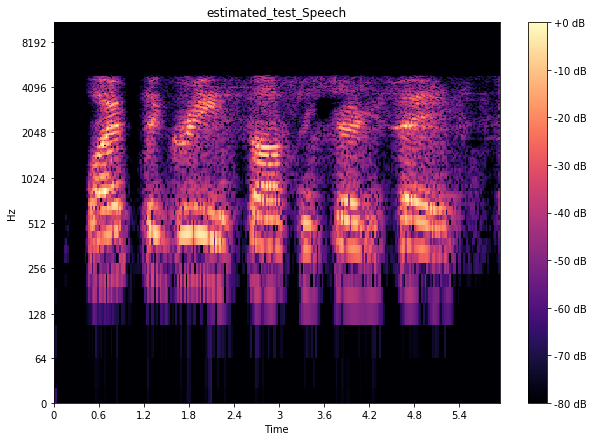 estimated_test_Speech
Hz
8192
4096
2048
1024
512
256
128
64
0
0 0.6 1.2 1.8 2.4 3 3.6 4.2 4.8 5.4
Time
+0 dB
-10 dB
-20 dB
-30 dB
-40 dB
-50 dB
-60 dB
-70 dB
-80 dB